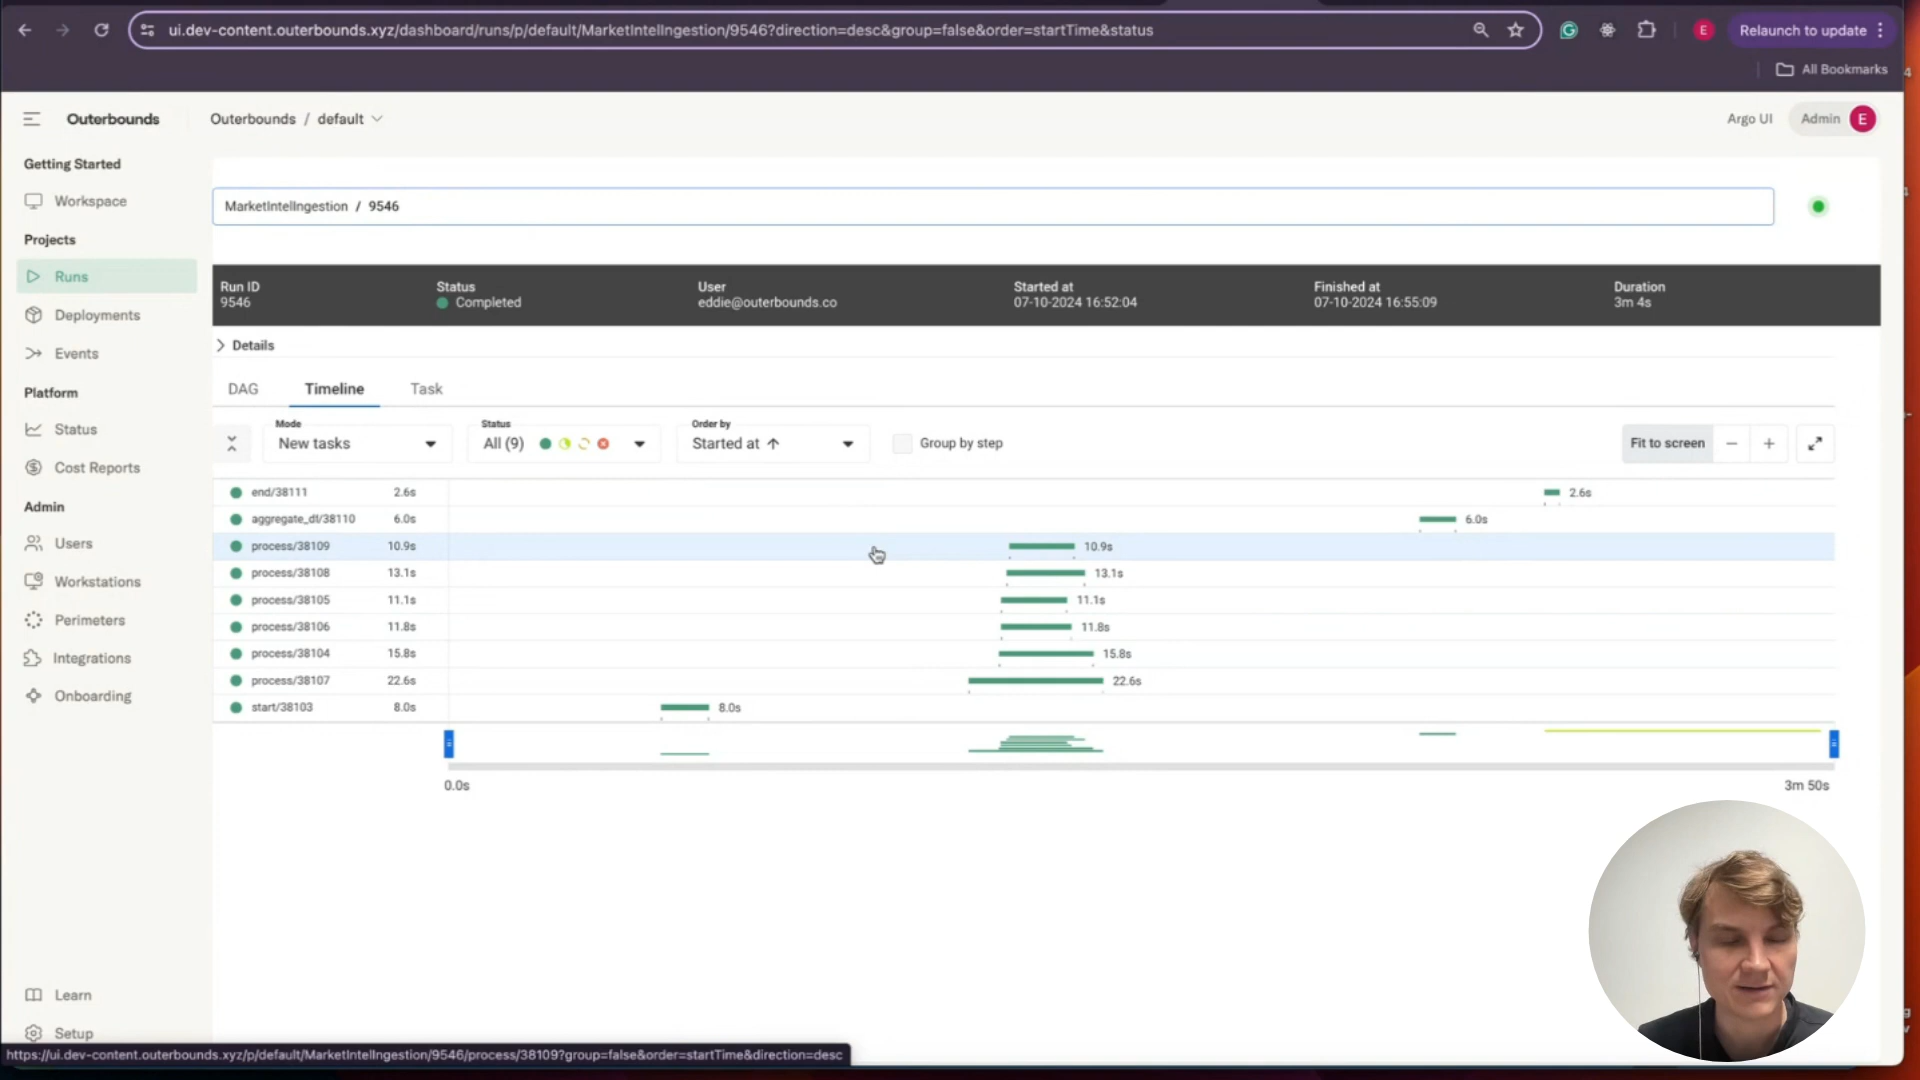 ui.dev-content.outerbounds.xyz/dashboard/runs/p/default/MarketIntelIngestion/9546?direction=desc&group=false&order=startTime&status
E
Relaunch to update
All Bookmarks
Outerbounds
Outerbounds / default
Argo UI
Admin E
Getting Started
Workspace
Projects
Runs
Deployments
Events
Platform
Status
Cost Reports
Admin
Users
Workstations
Perimeters
Integrations
Onboarding
Learn
Setup
MarketIntelIngestion / 9546
Run ID
9546
Status
Completed
User
eddie@outerbounds.co
Started at
07-10-2024 16:52:04
Finished at
07-10-2024 16:55:09
Duration
3m 4s
Details
DAG Timeline Task
Mode
New tasks
Status
All (9)
Order by
Started at ↑
Group by step
Fit to screen
end/38111 2.6s 2.6s
aggregate_df/38110 6.0s 6.0s
process/38109 10.9s 10.9s
process/38108 13.1s 13.1s
process/38105 11.1s 11.1s
process/38106 11.8s 11.8s
process/38104 15.8s 15.8s
process/38107 22.6s 22.6s
start/38103 8.0s 8.0s
0.0s 3m 50s
https://ui.dev-content.outerbounds.xyz/p/default/MarketIntelIngestion/9546/process/38109?group=false&order=startTime&direction=desc